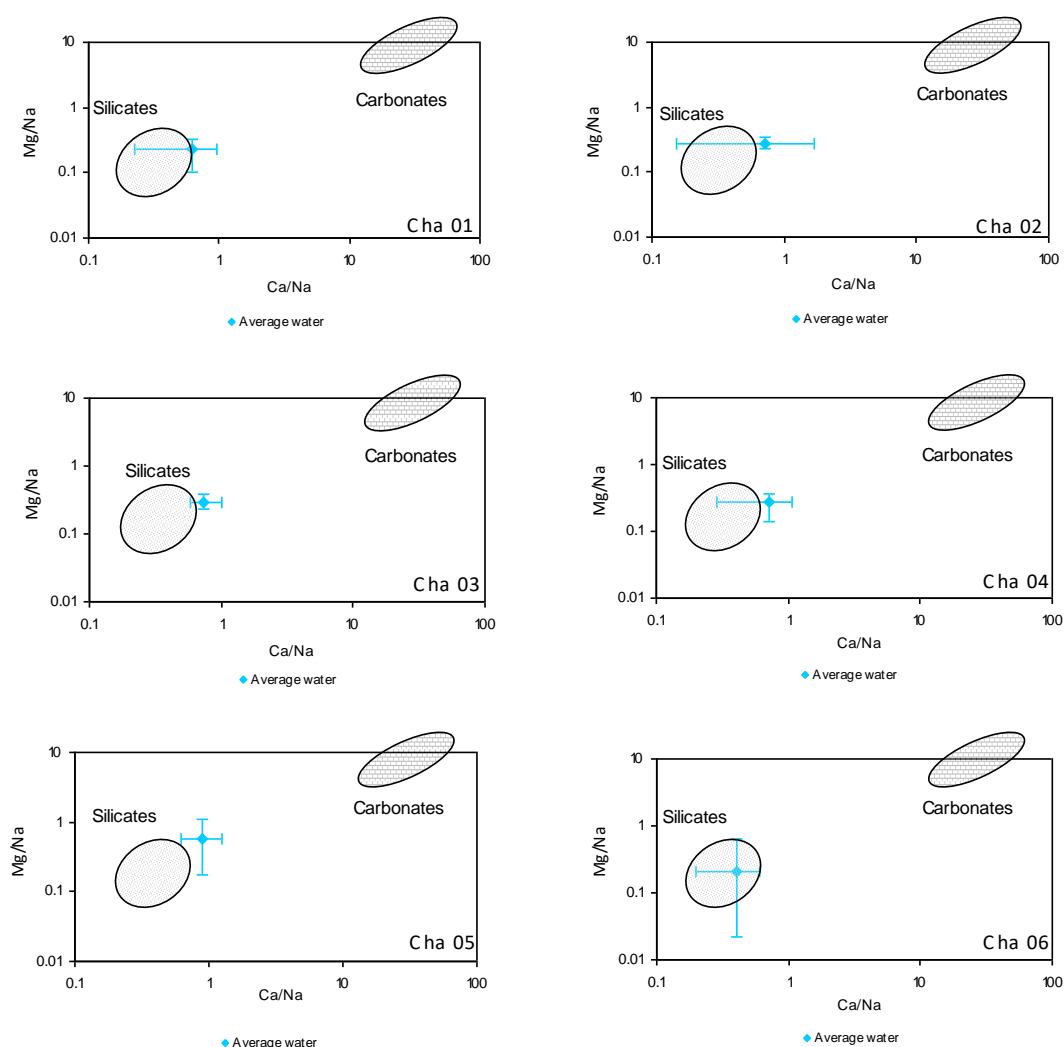 10
1
0.1
0.01
Mg/Na
Silicates
Carbonates
Cha 01
0.1 1 10 100
Ca/Na
Average water
10
1
0.1
0.01
Mg/Na
Silicates
Carbonates
Cha 02
0.1 1 10 100
Ca/Na
Average water
10
1
0.1
0.01
Mg/Na
Silicates
Carbonates
Cha 03
0.1 1 10 100
Ca/Na
Average water
10
1
0.1
0.01
Mg/Na
Silicates
Carbonates
Cha 04
0.1 1 10 100
Ca/Na
Average water
10
1
0.1
0.01
Mg/Na
Silicates
Carbonates
Cha 05
0.1 1 10 100
Ca/Na
Average water
10
1
0.1
0.01
Mg/Na
Silicates
Carbonates
Cha 06
0.1 1 10 100
Ca/Na
Average water